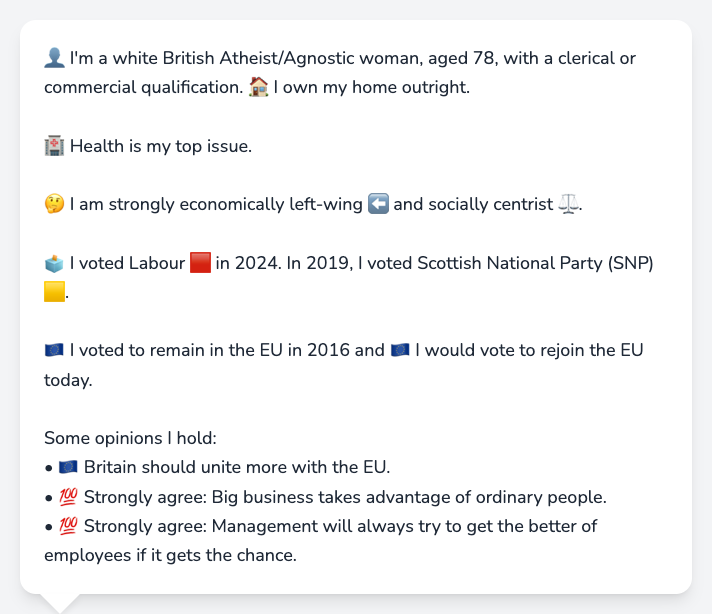 👤 I'm a white British Atheist/Agnostic woman, aged 78, with a clerical or
commercial qualification. 🏠 I own my home outright.
🏥 Health is my top issue.
🤔 I am strongly economically left-wing ⬅️ and socially centrist ⚖️.
🗳️ I voted Labour 🟥 in 2024. In 2019, I voted Scottish National Party (SNP)
🟨.
🇪🇺 I voted to remain in the EU in 2016 and 🇪🇺 I would vote to rejoin the EU
today.
Some opinions I hold:
• 🇪🇺 Britain should unite more with the EU.
• 💯 Strongly agree: Big business takes advantage of ordinary people.
• 💯 Strongly agree: Management will always try to get the better of
employees if it gets the chance.